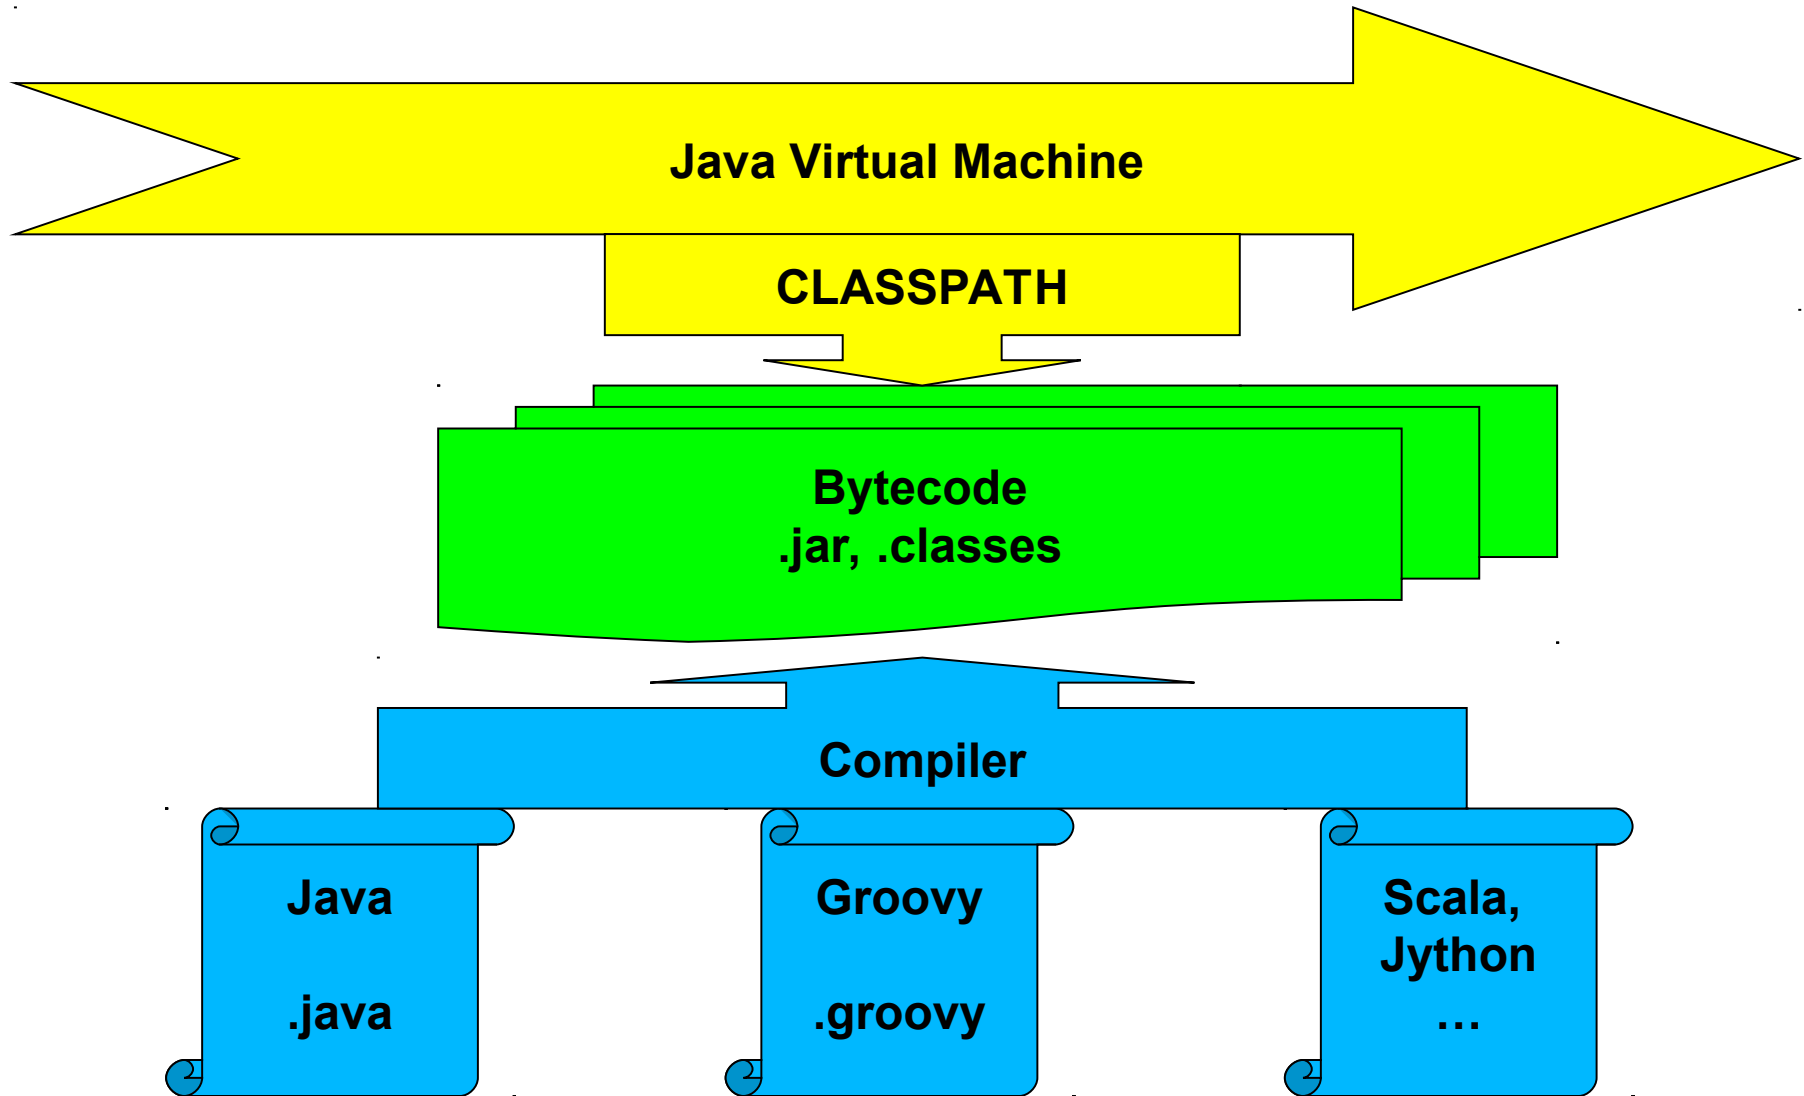 Java Virtual Machine
CLASSPATH
Bytecode
.jar, .classes
Compiler
Java
.java
Groovy
.groovy
Scala,
Jython
…